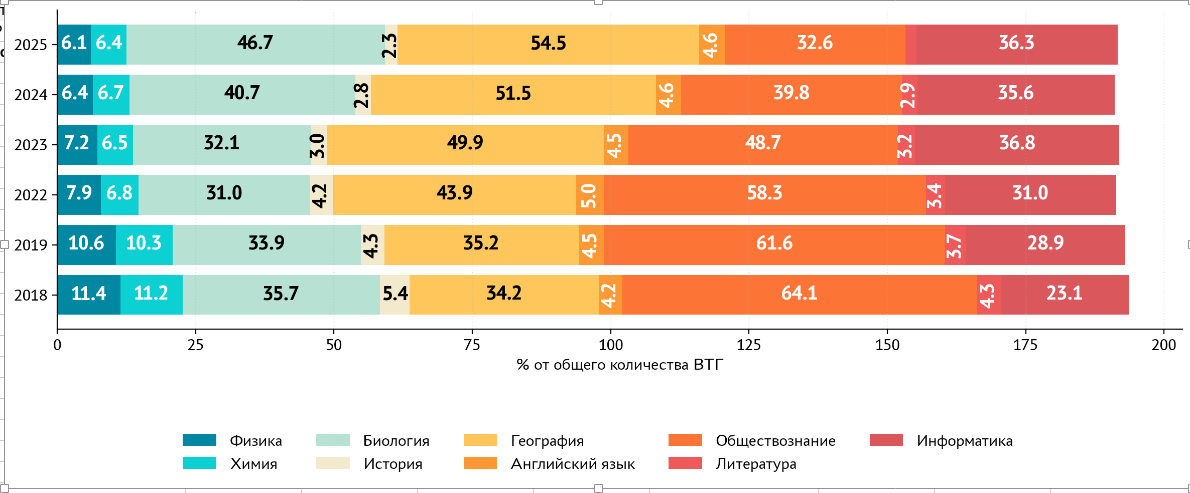 2025 6.1 6.4 46.7 2.3 54.5 4.6 32.6 36.3
2024 6.4 6.7 40.7 2.8 51.5 4.6 39.8 2.9 35.6
2023 7.2 6.5 32.1 3.0 49.9 4.5 48.7 3.2 36.8
2022 7.9 6.8 31.0 4.2 43.9 5.0 58.3 3.4 31.0
2019 10.6 10.3 33.9 4.3 35.2 4.5 61.6 3.7 28.9
2018 11.4 11.2 35.7 5.4 34.2 4.2 64.1 4.3 23.1
0 25 50 75 100 125 150 175 200
% от общего количества ВТГ
Физика Биология География Обществознание Информатика
Химия История Английский язык Литература